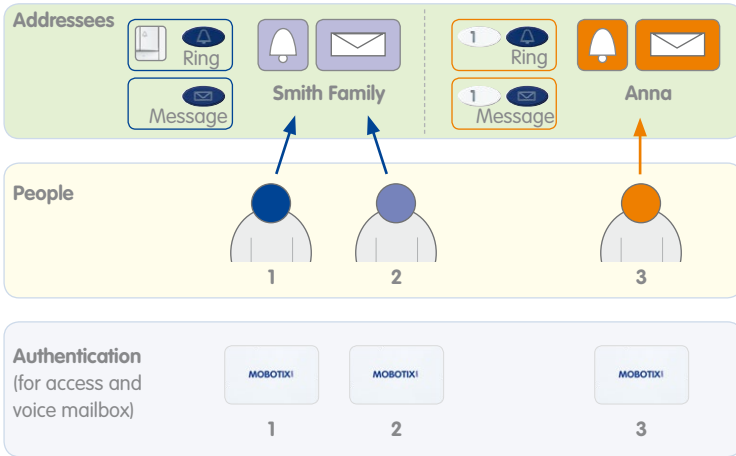 Addressees
Ring
Message
Smith Family
1
Ring
1
Message
Anna
People
1
2
3
Authentication
(for access and
voice mailbox)
MOBOTIX
MOBOTIX
MOBOTIX
1
2
3